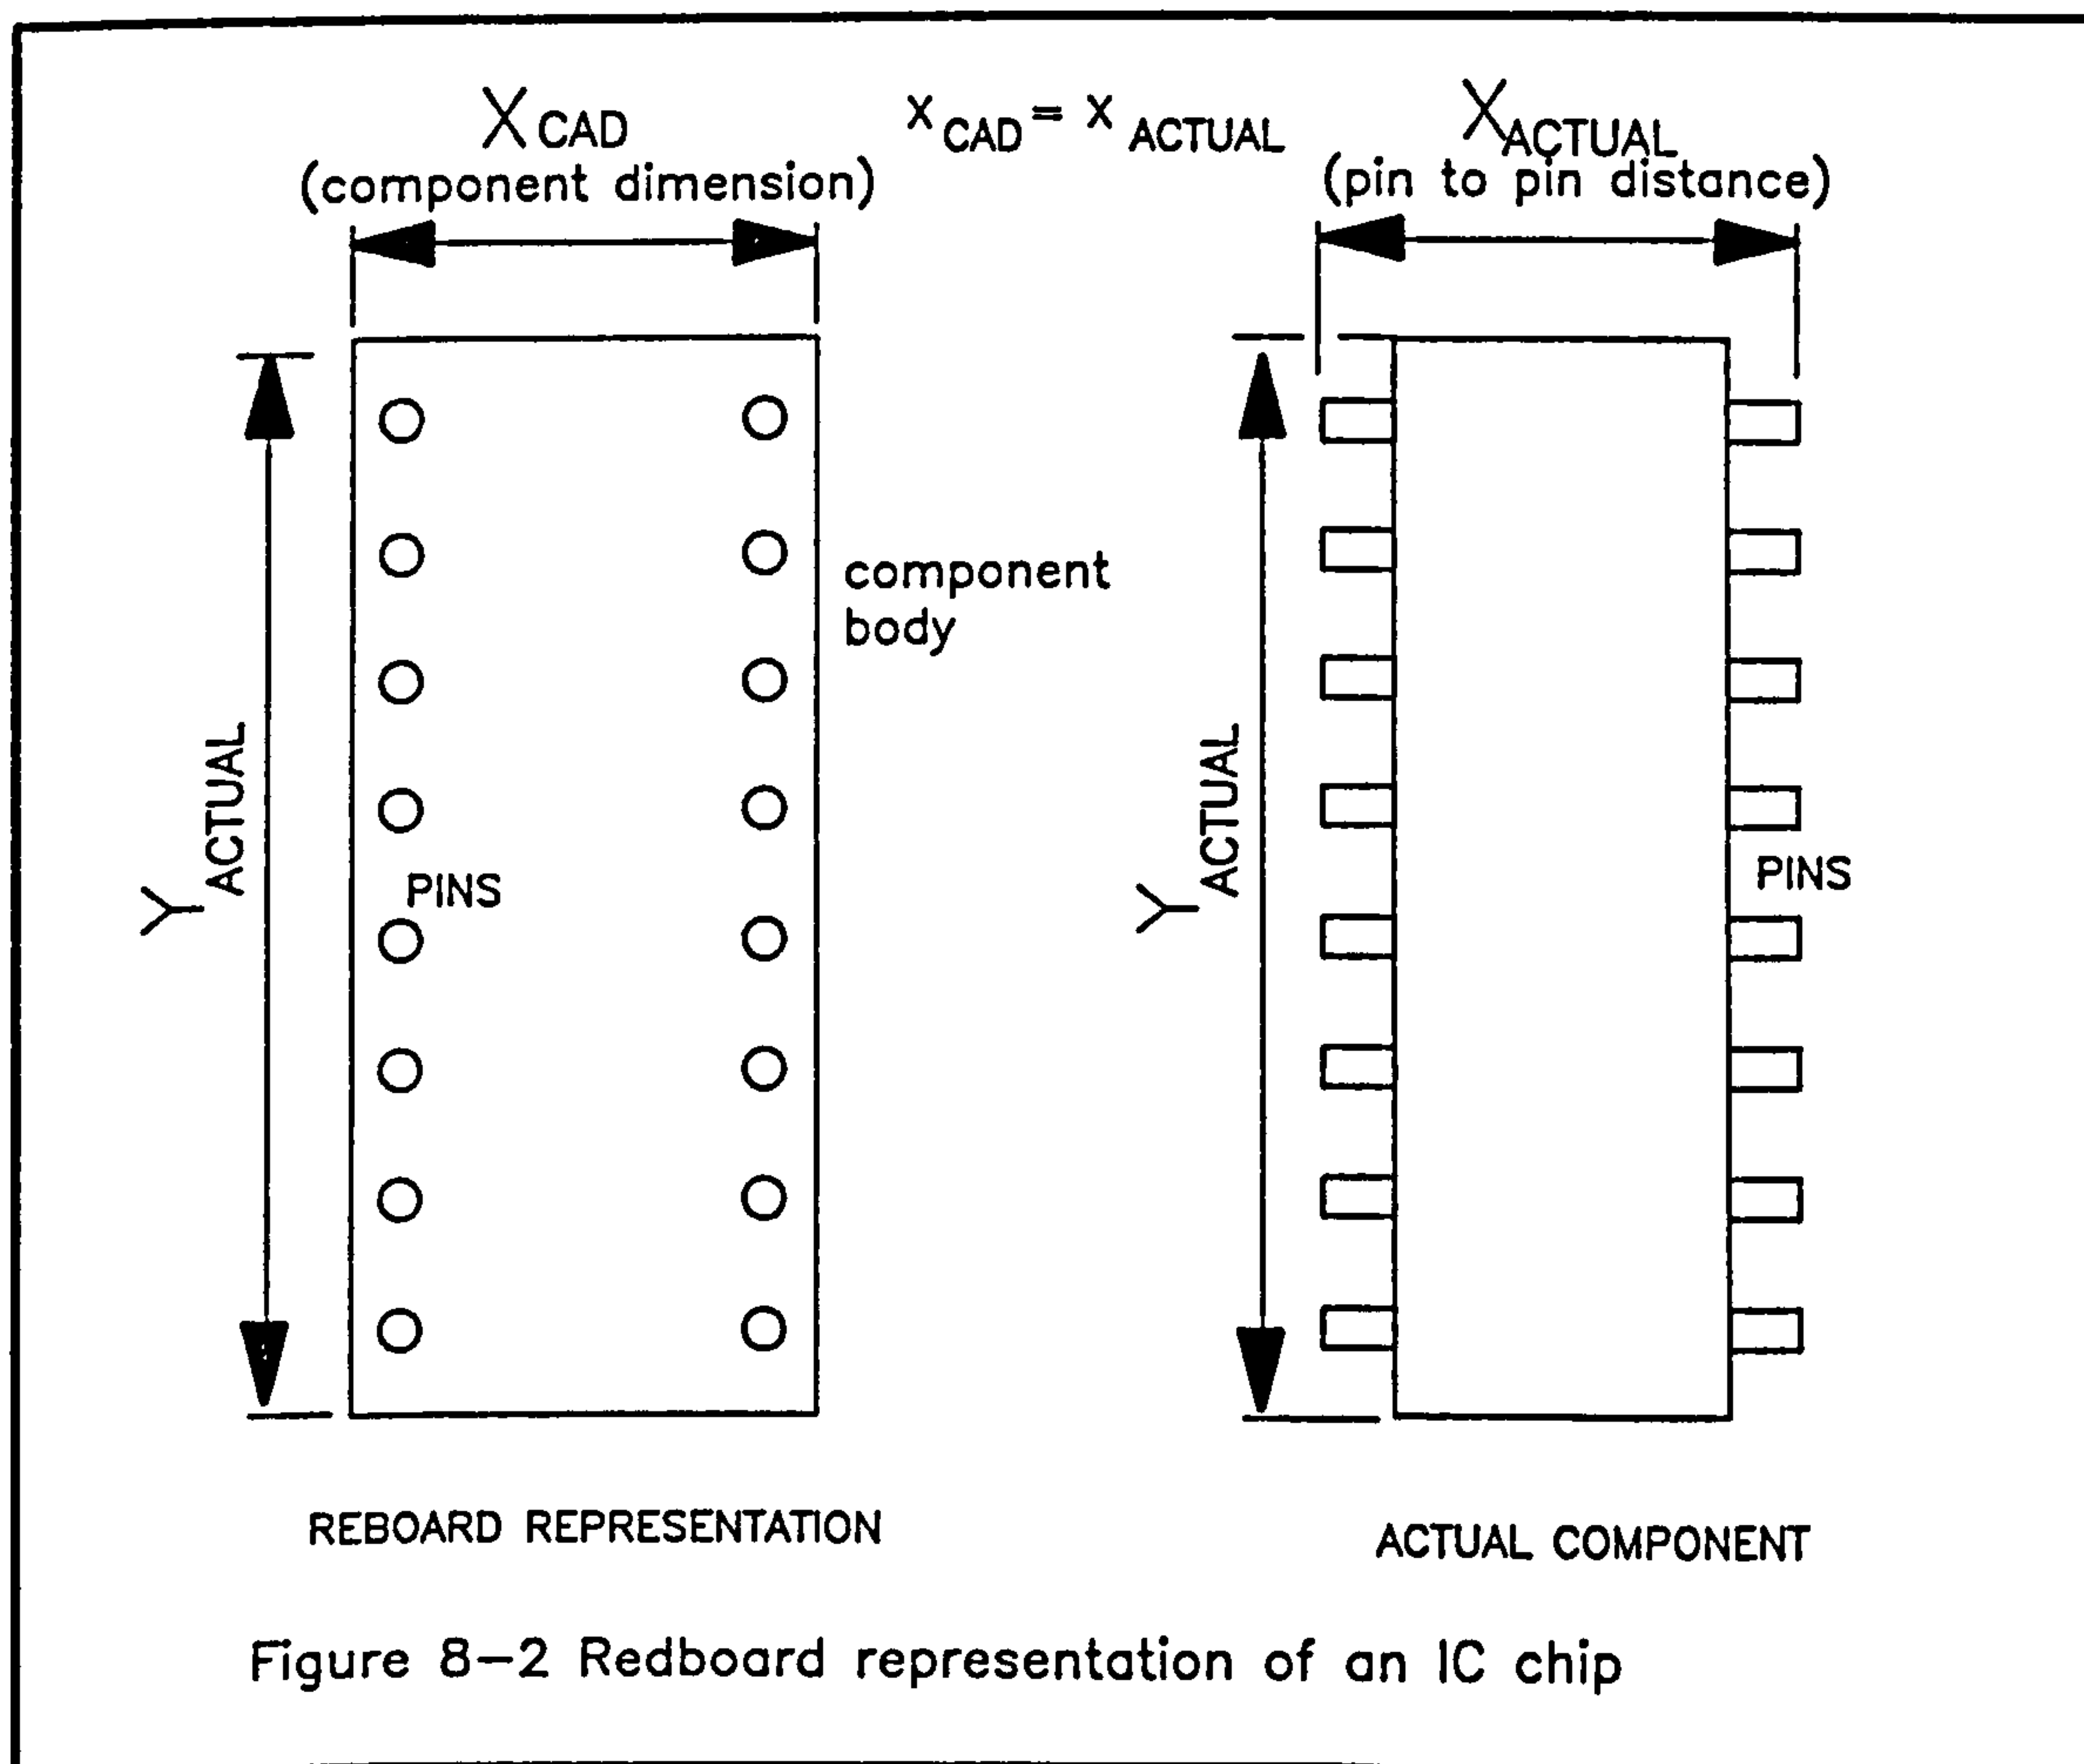 X CAD
(component dimension)
x CAD = x ACTUAL
X ACTUAL
(pin to pin distance)
component
body
Y ACTUAL
PINS
Y ACTUAL
PINS
REBOARD REPRESENTATION
ACTUAL COMPONENT
Figure 8-2 Redboard representation of an IC chip